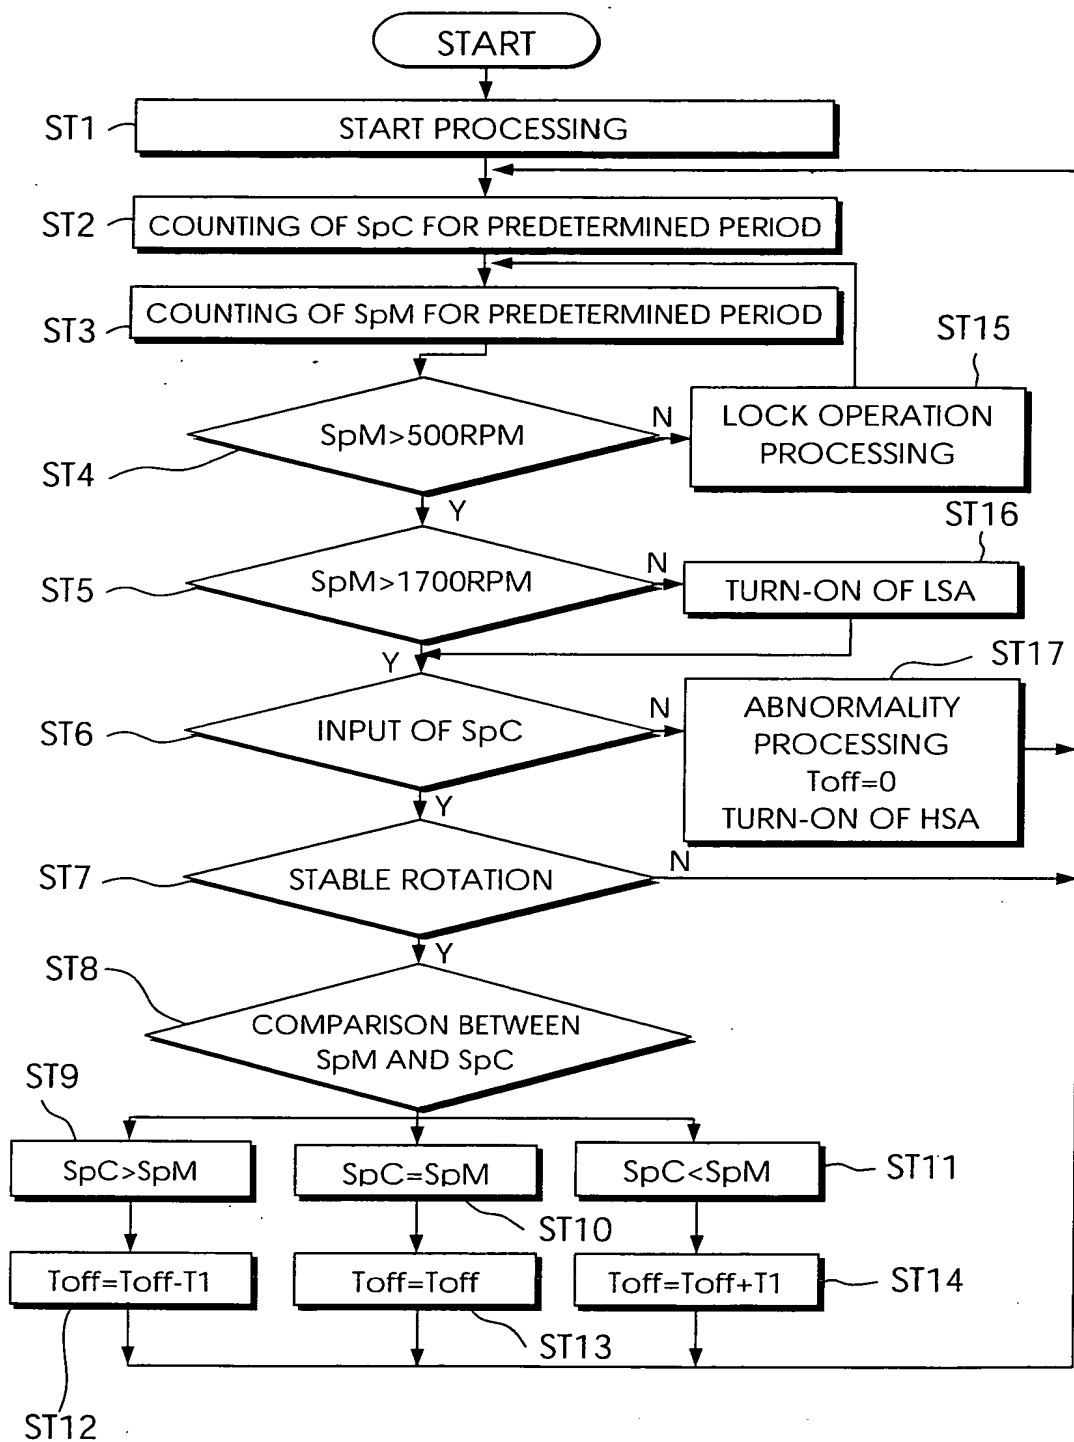 START
ST1
START PROCESSING
ST2
COUNTING OF SpC FOR PREDETERMINED PERIOD
ST3
COUNTING OF SpM FOR PREDETERMINED PERIOD
ST15
LOCK OPERATION
PROCESSING
SpM>500RPM
N
ST4
Y
ST16
SpM>1700RPM
N
TURN-ON OF LSA
ST5
Y
ST17
INPUT OF SpC
N
ABNORMALITY
PROCESSING
Toff=0
TURN-ON OF HSA
ST6
Y
STABLE ROTATION
N
ST7
Y
ST8
COMPARISON BETWEEN
SpM AND SpC
ST9
SpC>SpM
SpC=SpM
SpC<SpM
ST11
ST10
Toff=Toff-T1
Toff=Toff
Toff=Toff+T1
ST14
ST13
ST12